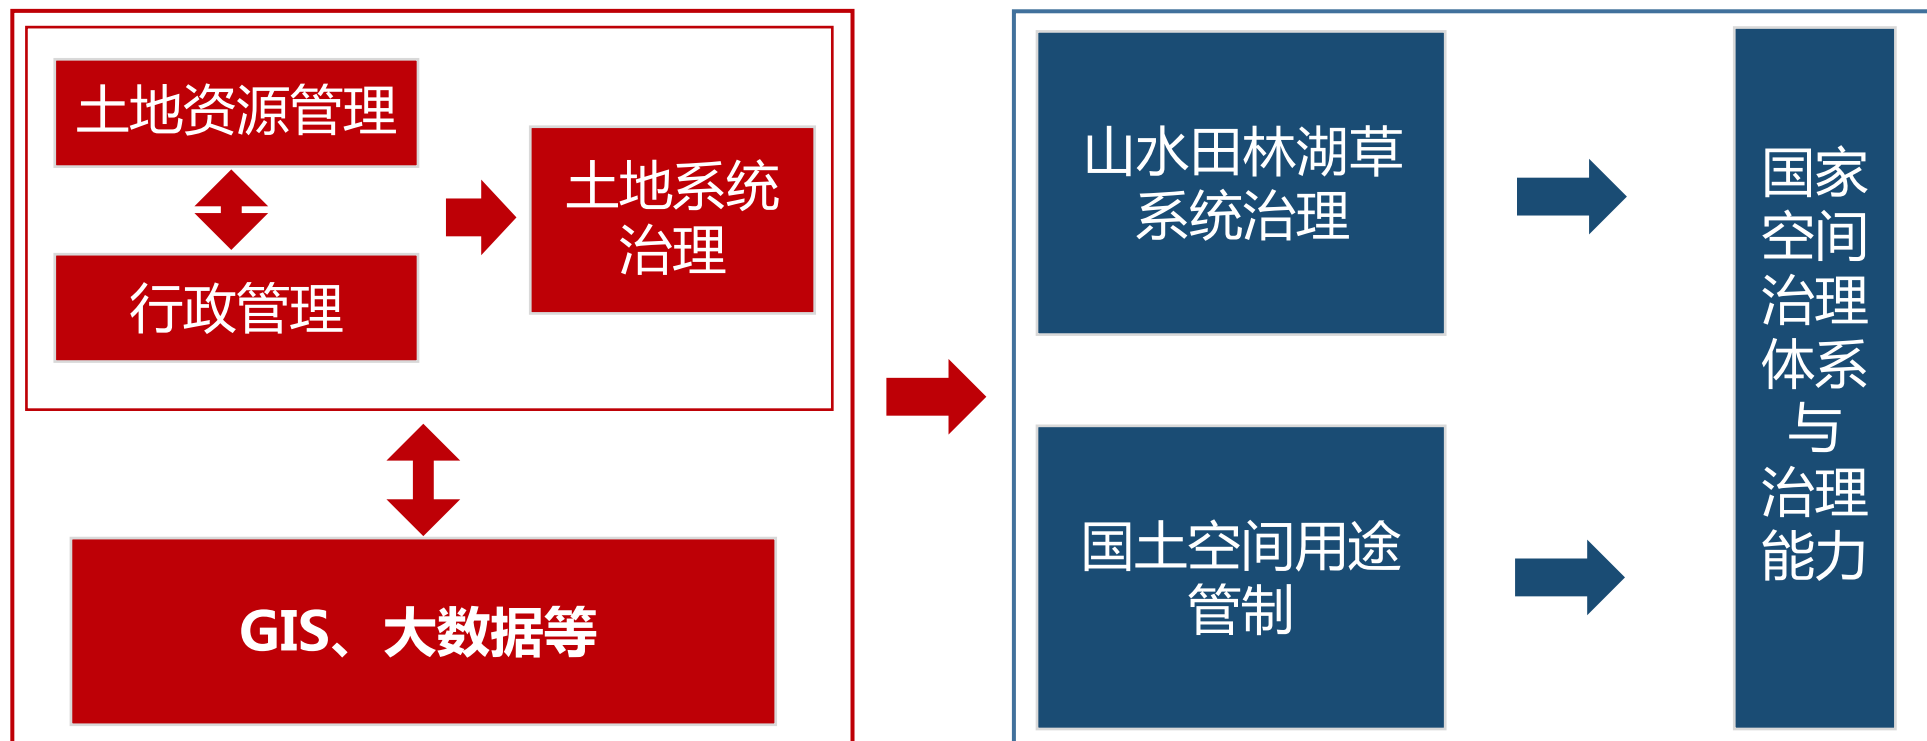 土地资源管理
行政管理
土地系统
治理
GIS、大数据等
山水田林湖草
系统治理
国土空间用途
管制
国家
空间
治理
体系
与
治理
能力